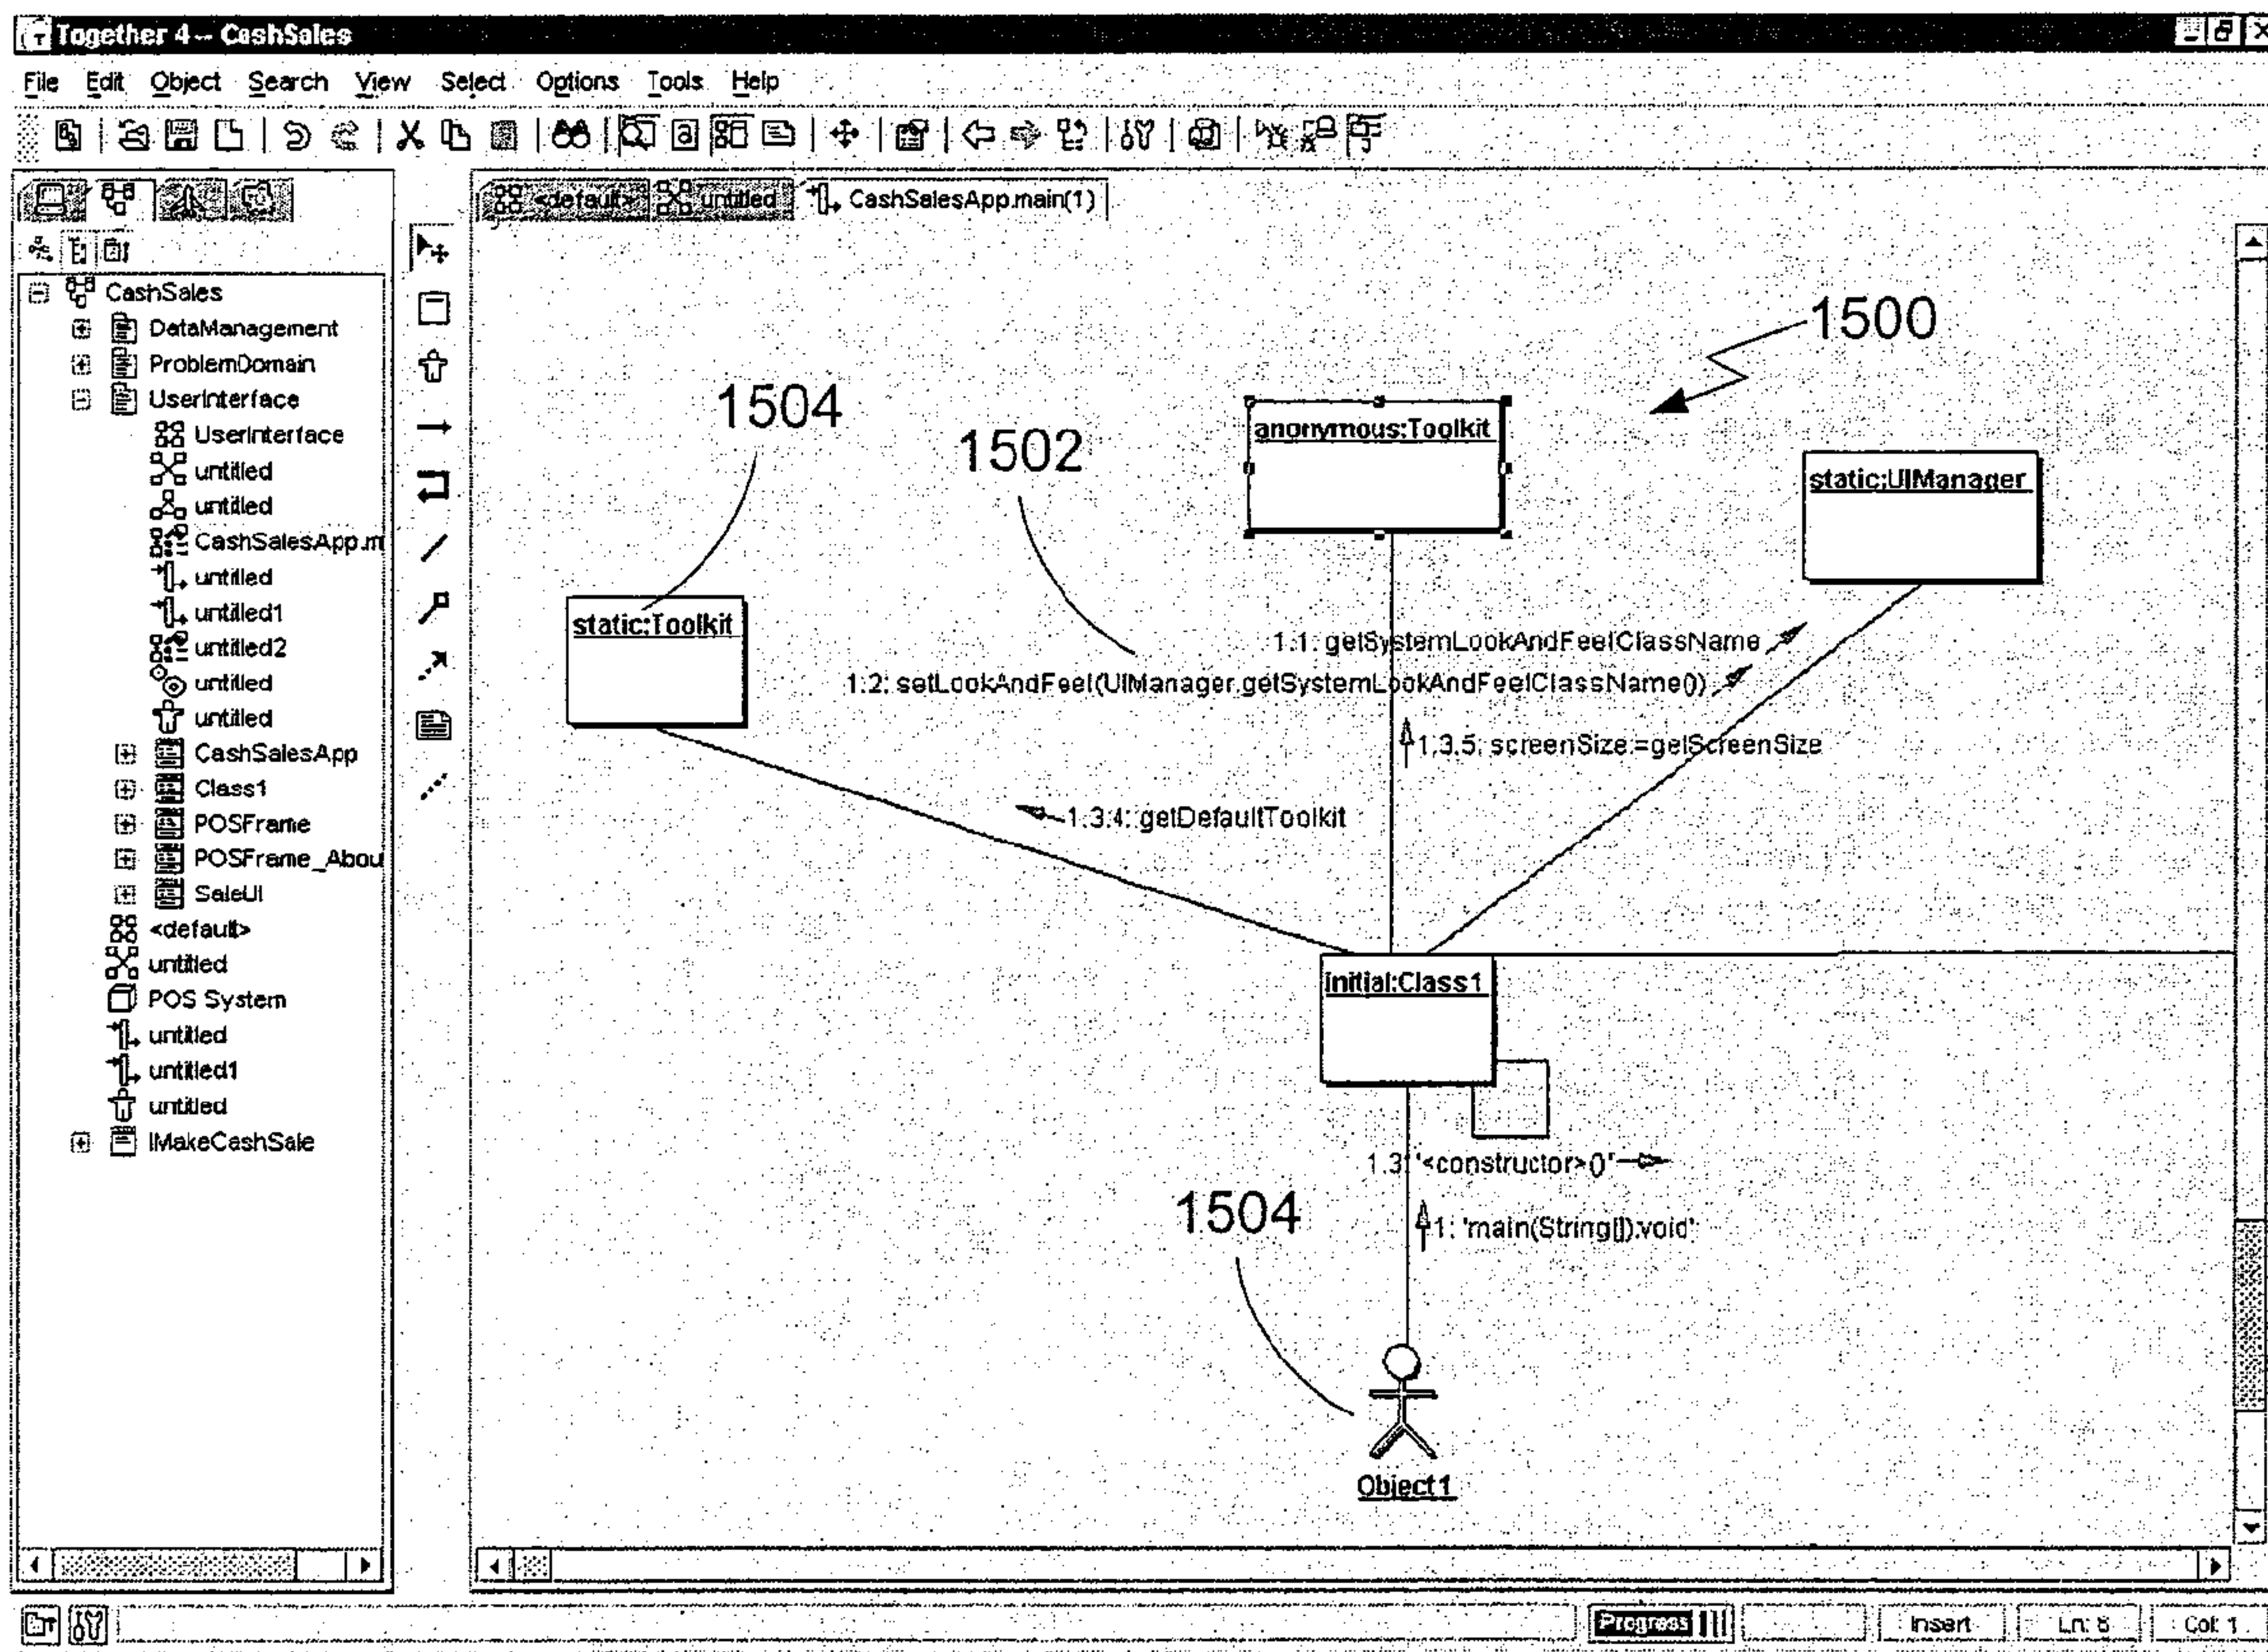 Together 4 -- CashSales
File Edit Object Search View Select Options Tools Help
<default> untitled CashSalesApp.main(1)
CashSales
DataManagement
ProblemDomain
UserInterface
UserInterface
untitled
untitled
CashSalesApp.m
untitled
untitled1
untitled2
untitled
untitled
CashSalesApp
Class1
POSFrame
POSFrame_Abou
SaleUI
<default>
untitled
POS System
untitled
untitled1
untitled
IMakeCashSale
1500
1504
1502
anonymous:Toolkit
static:UIManager
static:Toolkit
1.1: getSystemLookAndFeelClassName
1.2: setLookAndFeel(UIManager.getSystemLookAndFeelClassName())
1.3.5: screenSize:=getScreenSize
1.3.4: getDefaultToolkit
initial:Class1
1.3: '<constructor>()'
1504
1: 'main(String[]):void'
Object1
Progress Insert Ln: 6 Col: 1